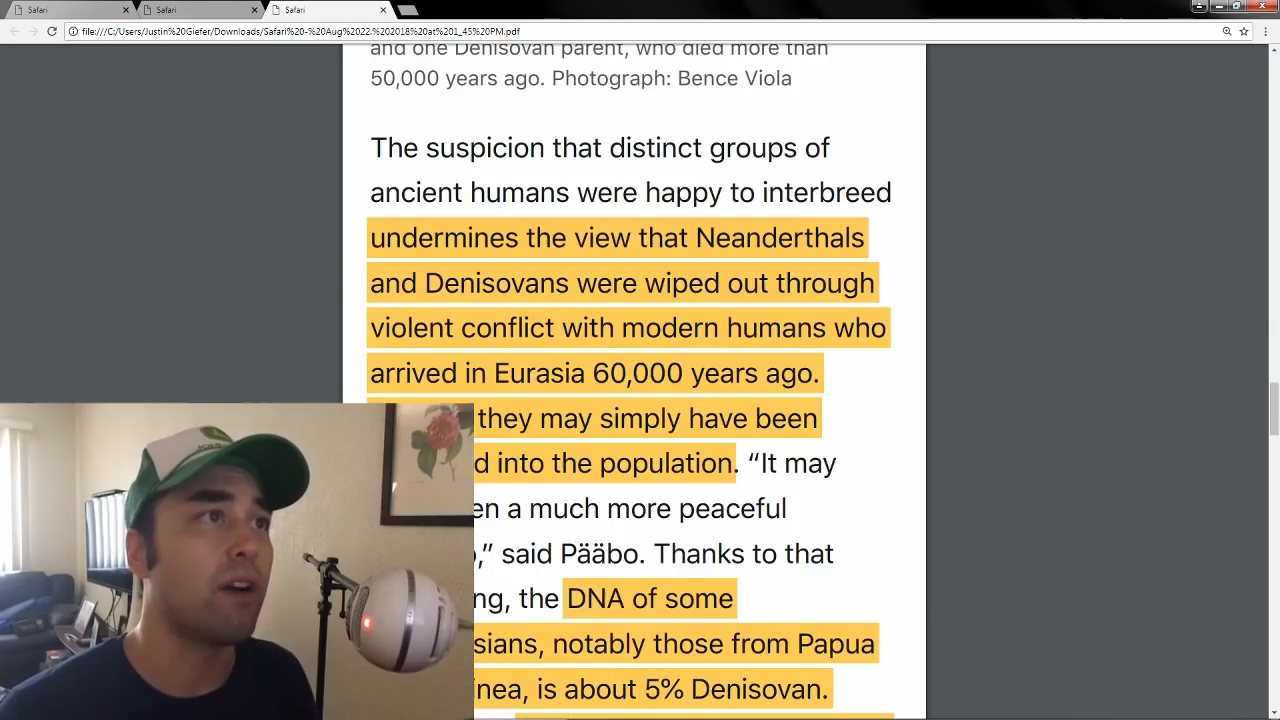 Safari
Safari
Safari
file:///C:/Users/Justin%20Giefer/Downloads/Safari%20-%20Aug%2022.%202018%20at%201_45%20PM.pdf
and one Denisovan parent, who died more than
50,000 years ago. Photograph: Bence Viola
The suspicion that distinct groups of
ancient humans were happy to interbreed
undermines the view that Neanderthals
and Denisovans were wiped out through
violent conflict with modern humans who
arrived in Eurasia 60,000 years ago.
they may simply have been
d into the population. “It may
en a much more peaceful
,” said Pääbo. Thanks to that
ng, the DNA of some
sians, notably those from Papua
inea, is about 5% Denisovan.